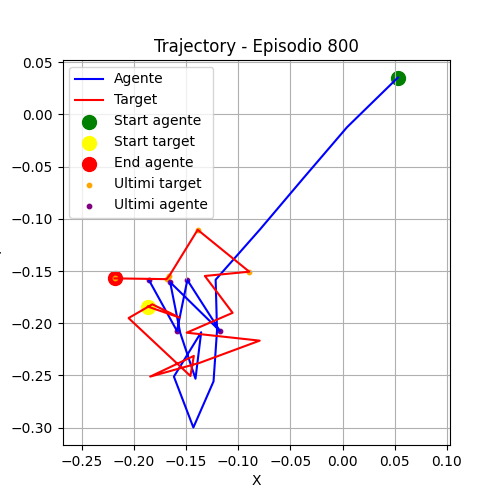 Trajectory - Episodio 800
Agente
Target
Start agente
Start target
End agente
Ultimi target
Ultimi agente
0.05
0.00
−0.05
−0.10
−0.15
−0.20
−0.25
−0.30
−0.25
−0.20
−0.15
−0.10
−0.05
0.00
0.05
0.10
X